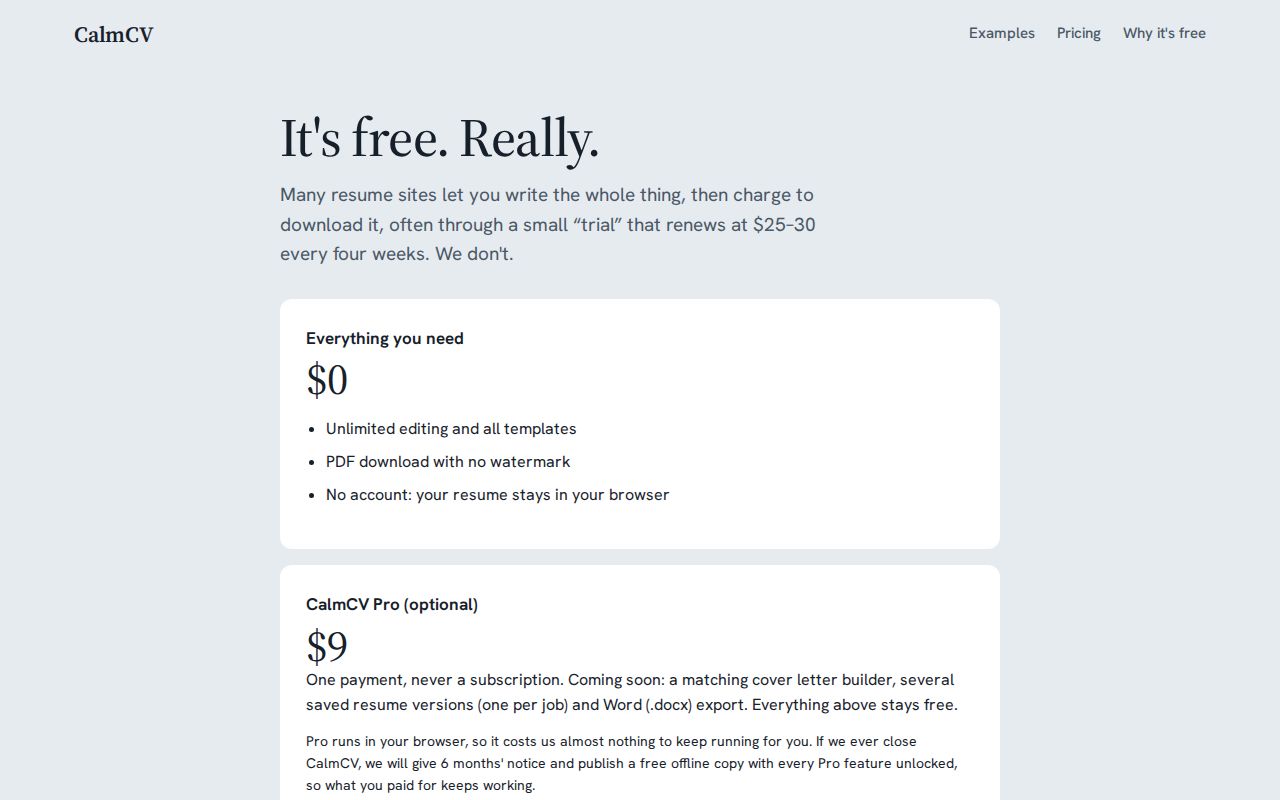 CalmCV
Examples
Pricing
Why it's free
It's free. Really.
Many resume sites let you write the whole thing, then charge to
download it, often through a small “trial” that renews at $25–30
every four weeks. We don't.
Everything you need
$0
• Unlimited editing and all templates
• PDF download with no watermark
• No account: your resume stays in your browser
CalmCV Pro (optional)
$9
One payment, never a subscription. Coming soon: a matching cover letter builder, several
saved resume versions (one per job) and Word (.docx) export. Everything above stays free.
Pro runs in your browser, so it costs us almost nothing to keep running for you. If we ever close
CalmCV, we will give 6 months' notice and publish a free offline copy with every Pro feature unlocked,
so what you paid for keeps working.